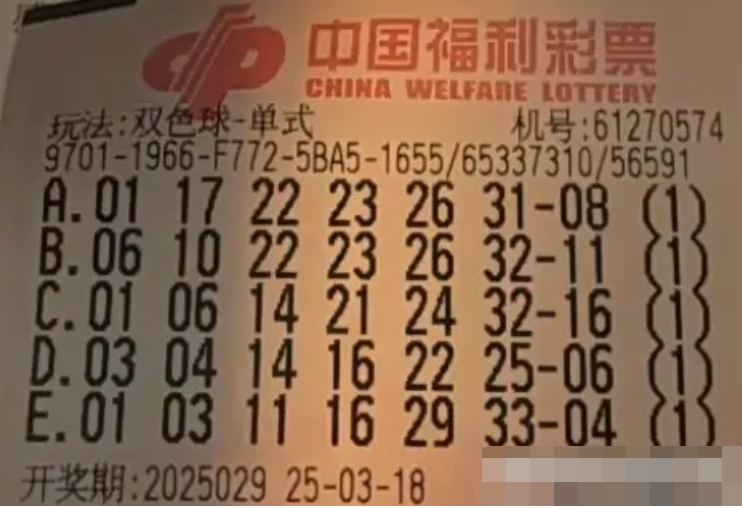 中国福利彩票
CHINA WELFARE LOTTERY
玩法:双色球-单式 机号:61270574
9701-1966-F772-5BA5-1655/65337310/56591
A.01 17 22 23 26 31-08 (1)
B.06 10 22 23 26 32-11 (1)
C.01 06 14 21 24 32-16 (1)
D.03 04 14 16 22 25-06 (1)
E.01 03 11 16 29 33-04 (1)
开奖期:2025029 25-03-18